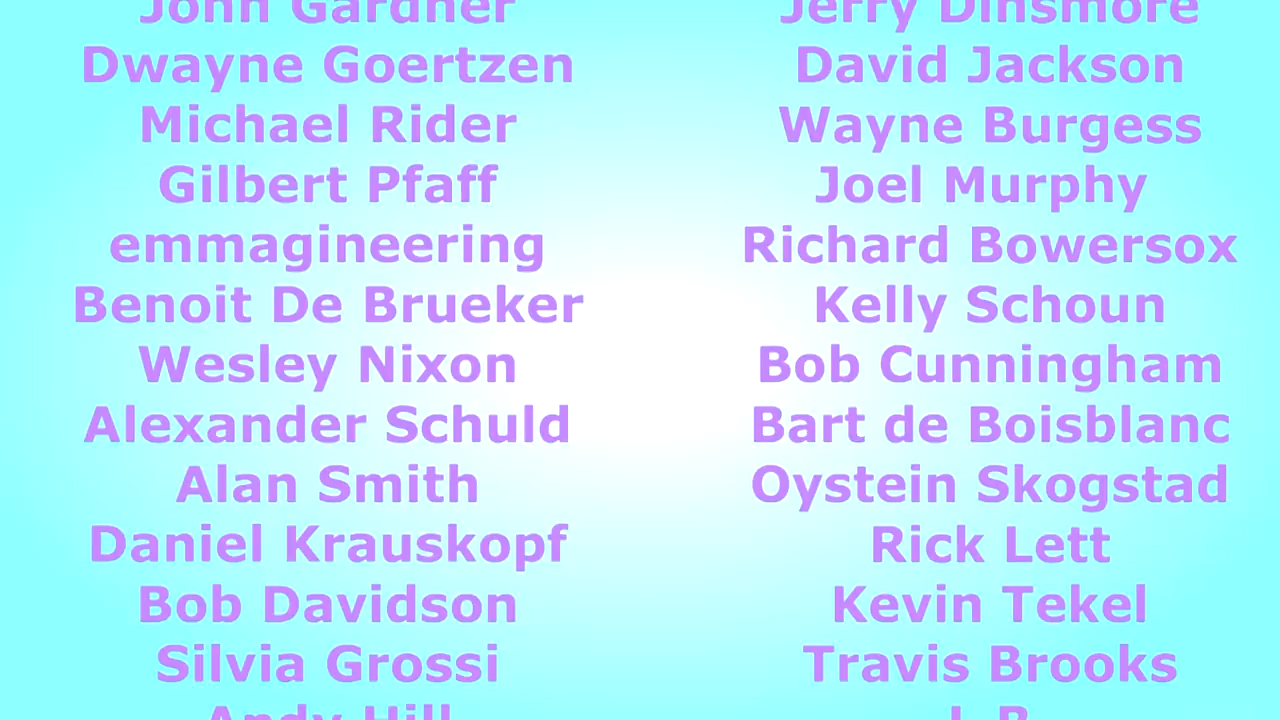 John Gardner
Dwayne Goertzen
Michael Rider
Gilbert Pfaff
emmagineering
Benoit De Brueker
Wesley Nixon
Alexander Schuld
Alan Smith
Daniel Krauskopf
Bob Davidson
Silvia Grossi
Andy Hill
Jerry Dinsmore
David Jackson
Wayne Burgess
Joel Murphy
Richard Bowersox
Kelly Schoun
Bob Cunningham
Bart de Boisblanc
Oystein Skogstad
Rick Lett
Kevin Tekel
Travis Brooks